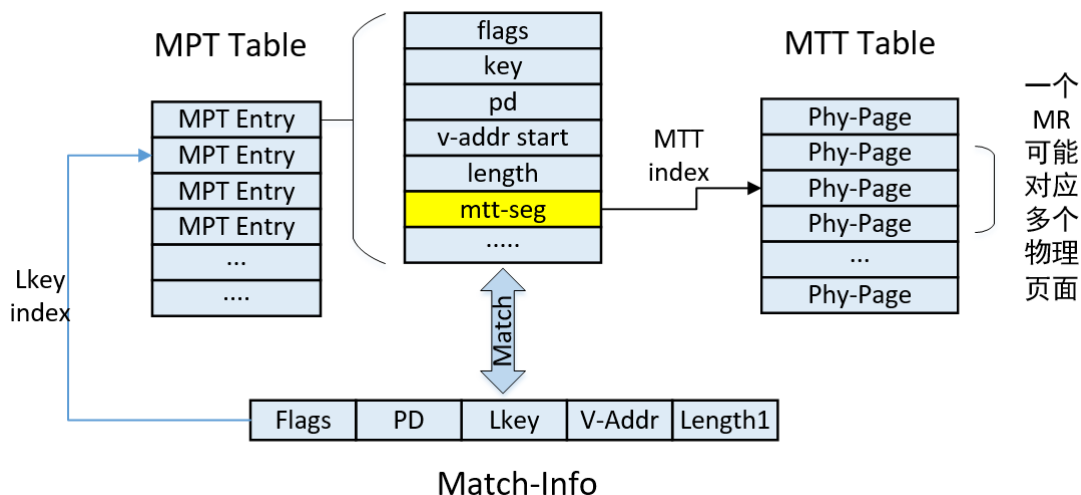 MPT Table
MPT Entry
MPT Entry
MPT Entry
MPT Entry
...
....
Lkey
index
flags
key
pd
v-addr start
length
mtt-seg
.....
MTT
index
MTT Table
Phy-Page
Phy-Page
Phy-Page
Phy-Page
...
Phy-Page
一个
MR
可能
对应
多个
物理
页面
Match
Flags PD Lkey V-Addr Length1
Match-Info